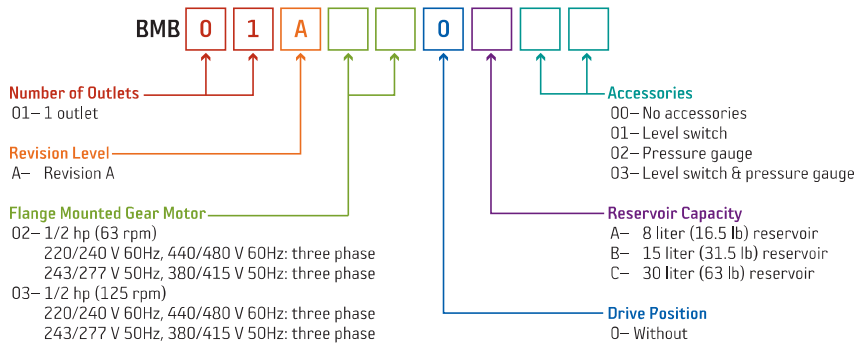 BMB 0 1 A 0
Number of Outlets
01– 1 outlet
Revision Level
A– Revision A
Flange Mounted Gear Motor
02– 1/2 hp (63 rpm)
220/240 V 60Hz, 440/480 V 60Hz: three phase
243/277 V 50Hz, 380/415 V 50Hz: three phase
03– 1/2 hp (125 rpm)
220/240 V 60Hz, 440/480 V 60Hz: three phase
243/277 V 50Hz, 380/415 V 50Hz: three phase
Accessories
00– No accessories
01– Level switch
02– Pressure gauge
03– Level switch & pressure gauge
Reservoir Capacity
A– 8 liter (16.5 lb) reservoir
B– 15 liter (31.5 lb) reservoir
C– 30 liter (63 lb) reservoir
Drive Position
0– Without